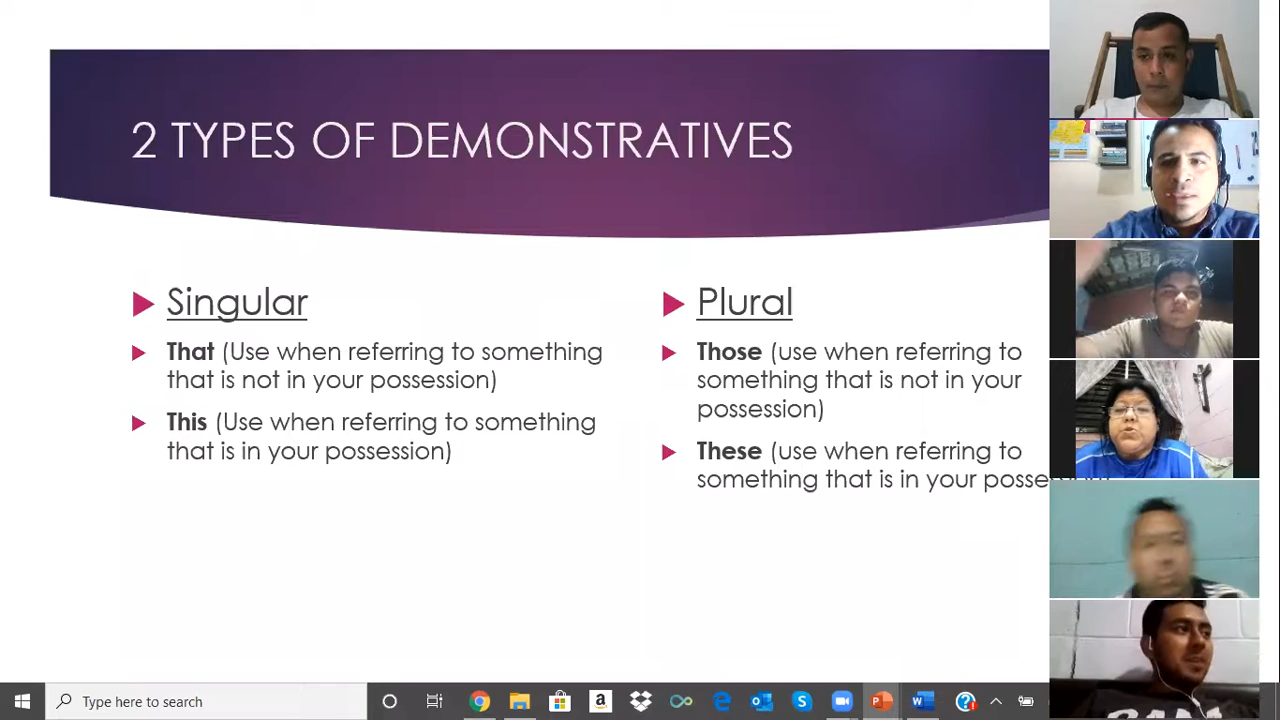 2 TYPES OF DEMONSTRATIVES
Singular
That (Use when referring to something
that is not in your possession)
This (Use when referring to something
that is in your possession)
Plural
Those (use when referring to
something that is not in your
possession)
These (use when referring to
something that is in your
Type here to search